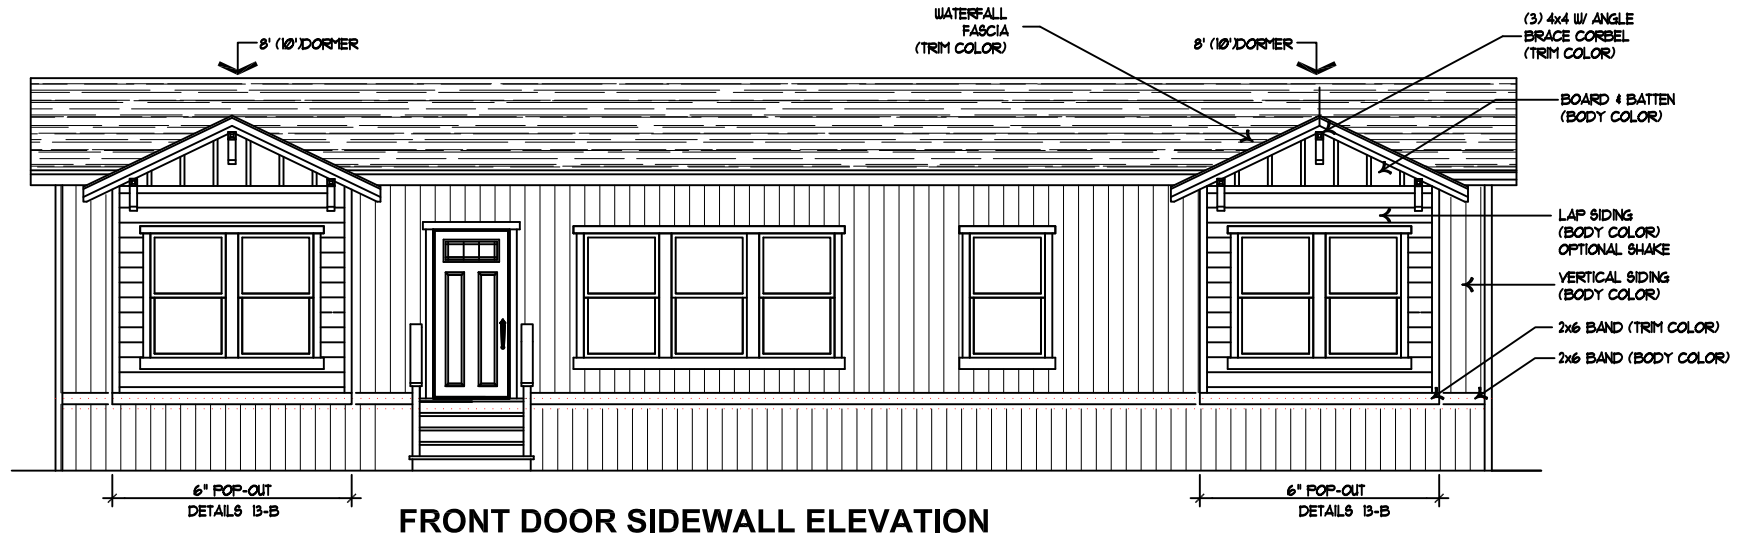 8' (10')DORMER
WATERFALL
FASCIA
(TRIM COLOR)
8' (10')DORMER
(3) 4x4 W/ ANGLE
BRACE CORBEL
(TRIM COLOR)
BOARD & BATTEN
(BODY COLOR)
LAP SIDING
(BODY COLOR)
OPTIONAL SHAKE
VERTICAL SIDING
(BODY COLOR)
2x6 BAND (TRIM COLOR)
2x6 BAND (BODY COLOR)
6" POP-OUT
DETAILS 13-B
6" POP-OUT
DETAILS 13-B
FRONT DOOR SIDEWALL ELEVATION